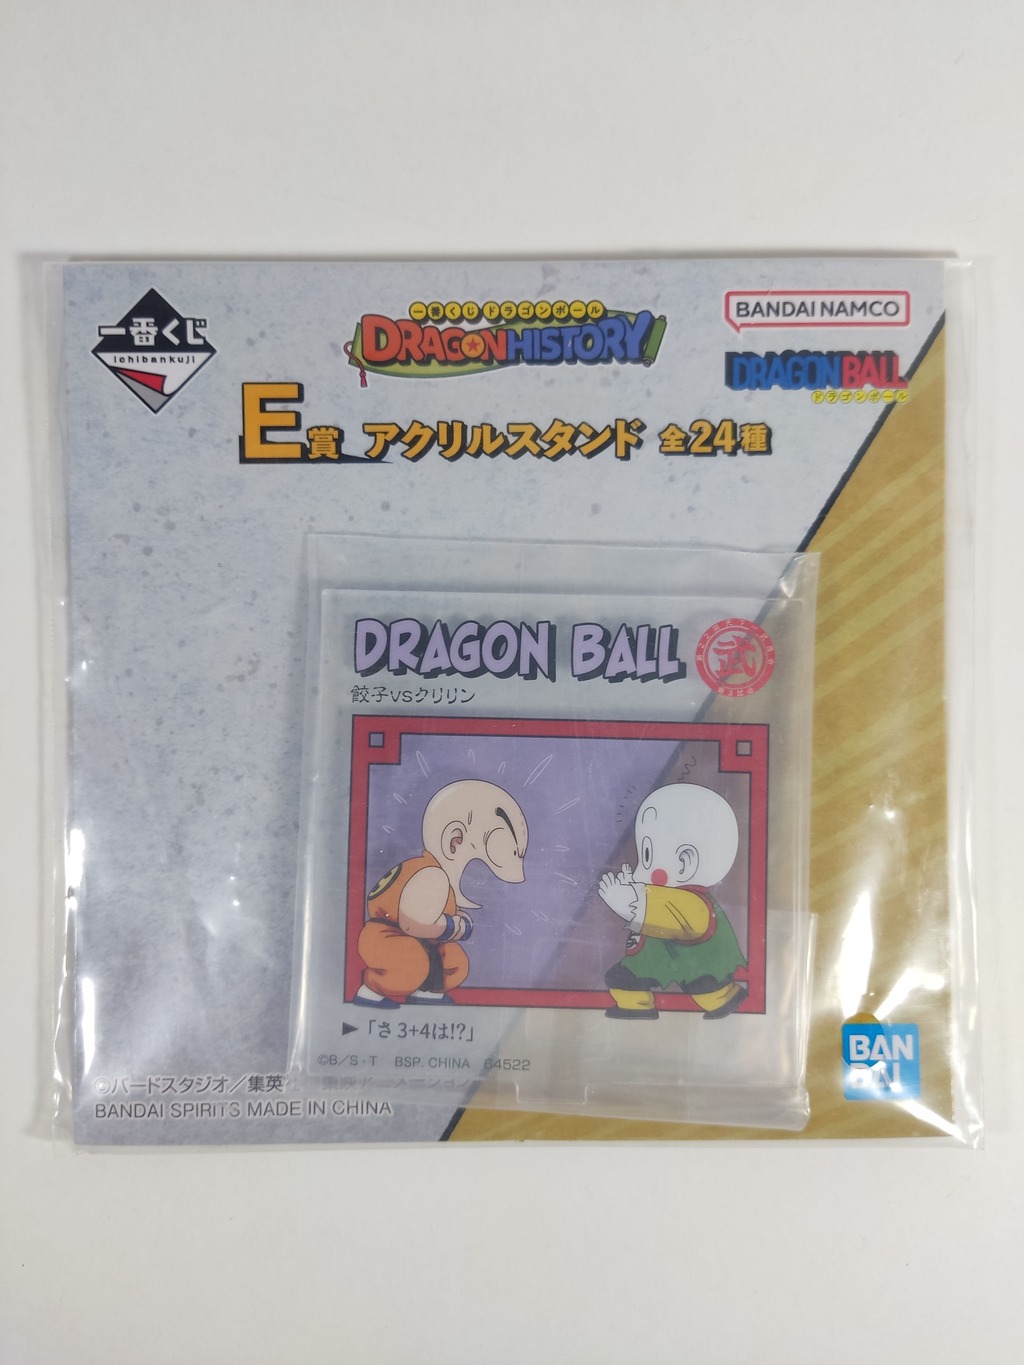 一番くじ
ichibankuji
一番くじ ドラゴンボール
DRAGON HISTORY
BANDAI NAMCO
DRAGON BALL
ドラゴンボール
E賞 アクリルスタンド 全24種
DRAGON BALL
武
餃子vsクリリン
▶「さ 3+4は!?」
©B/S・T BSP. CHINA 64522
©バードスタジオ／集英
BANDAI SPIRITS MADE IN CHINA
BAN
DAI